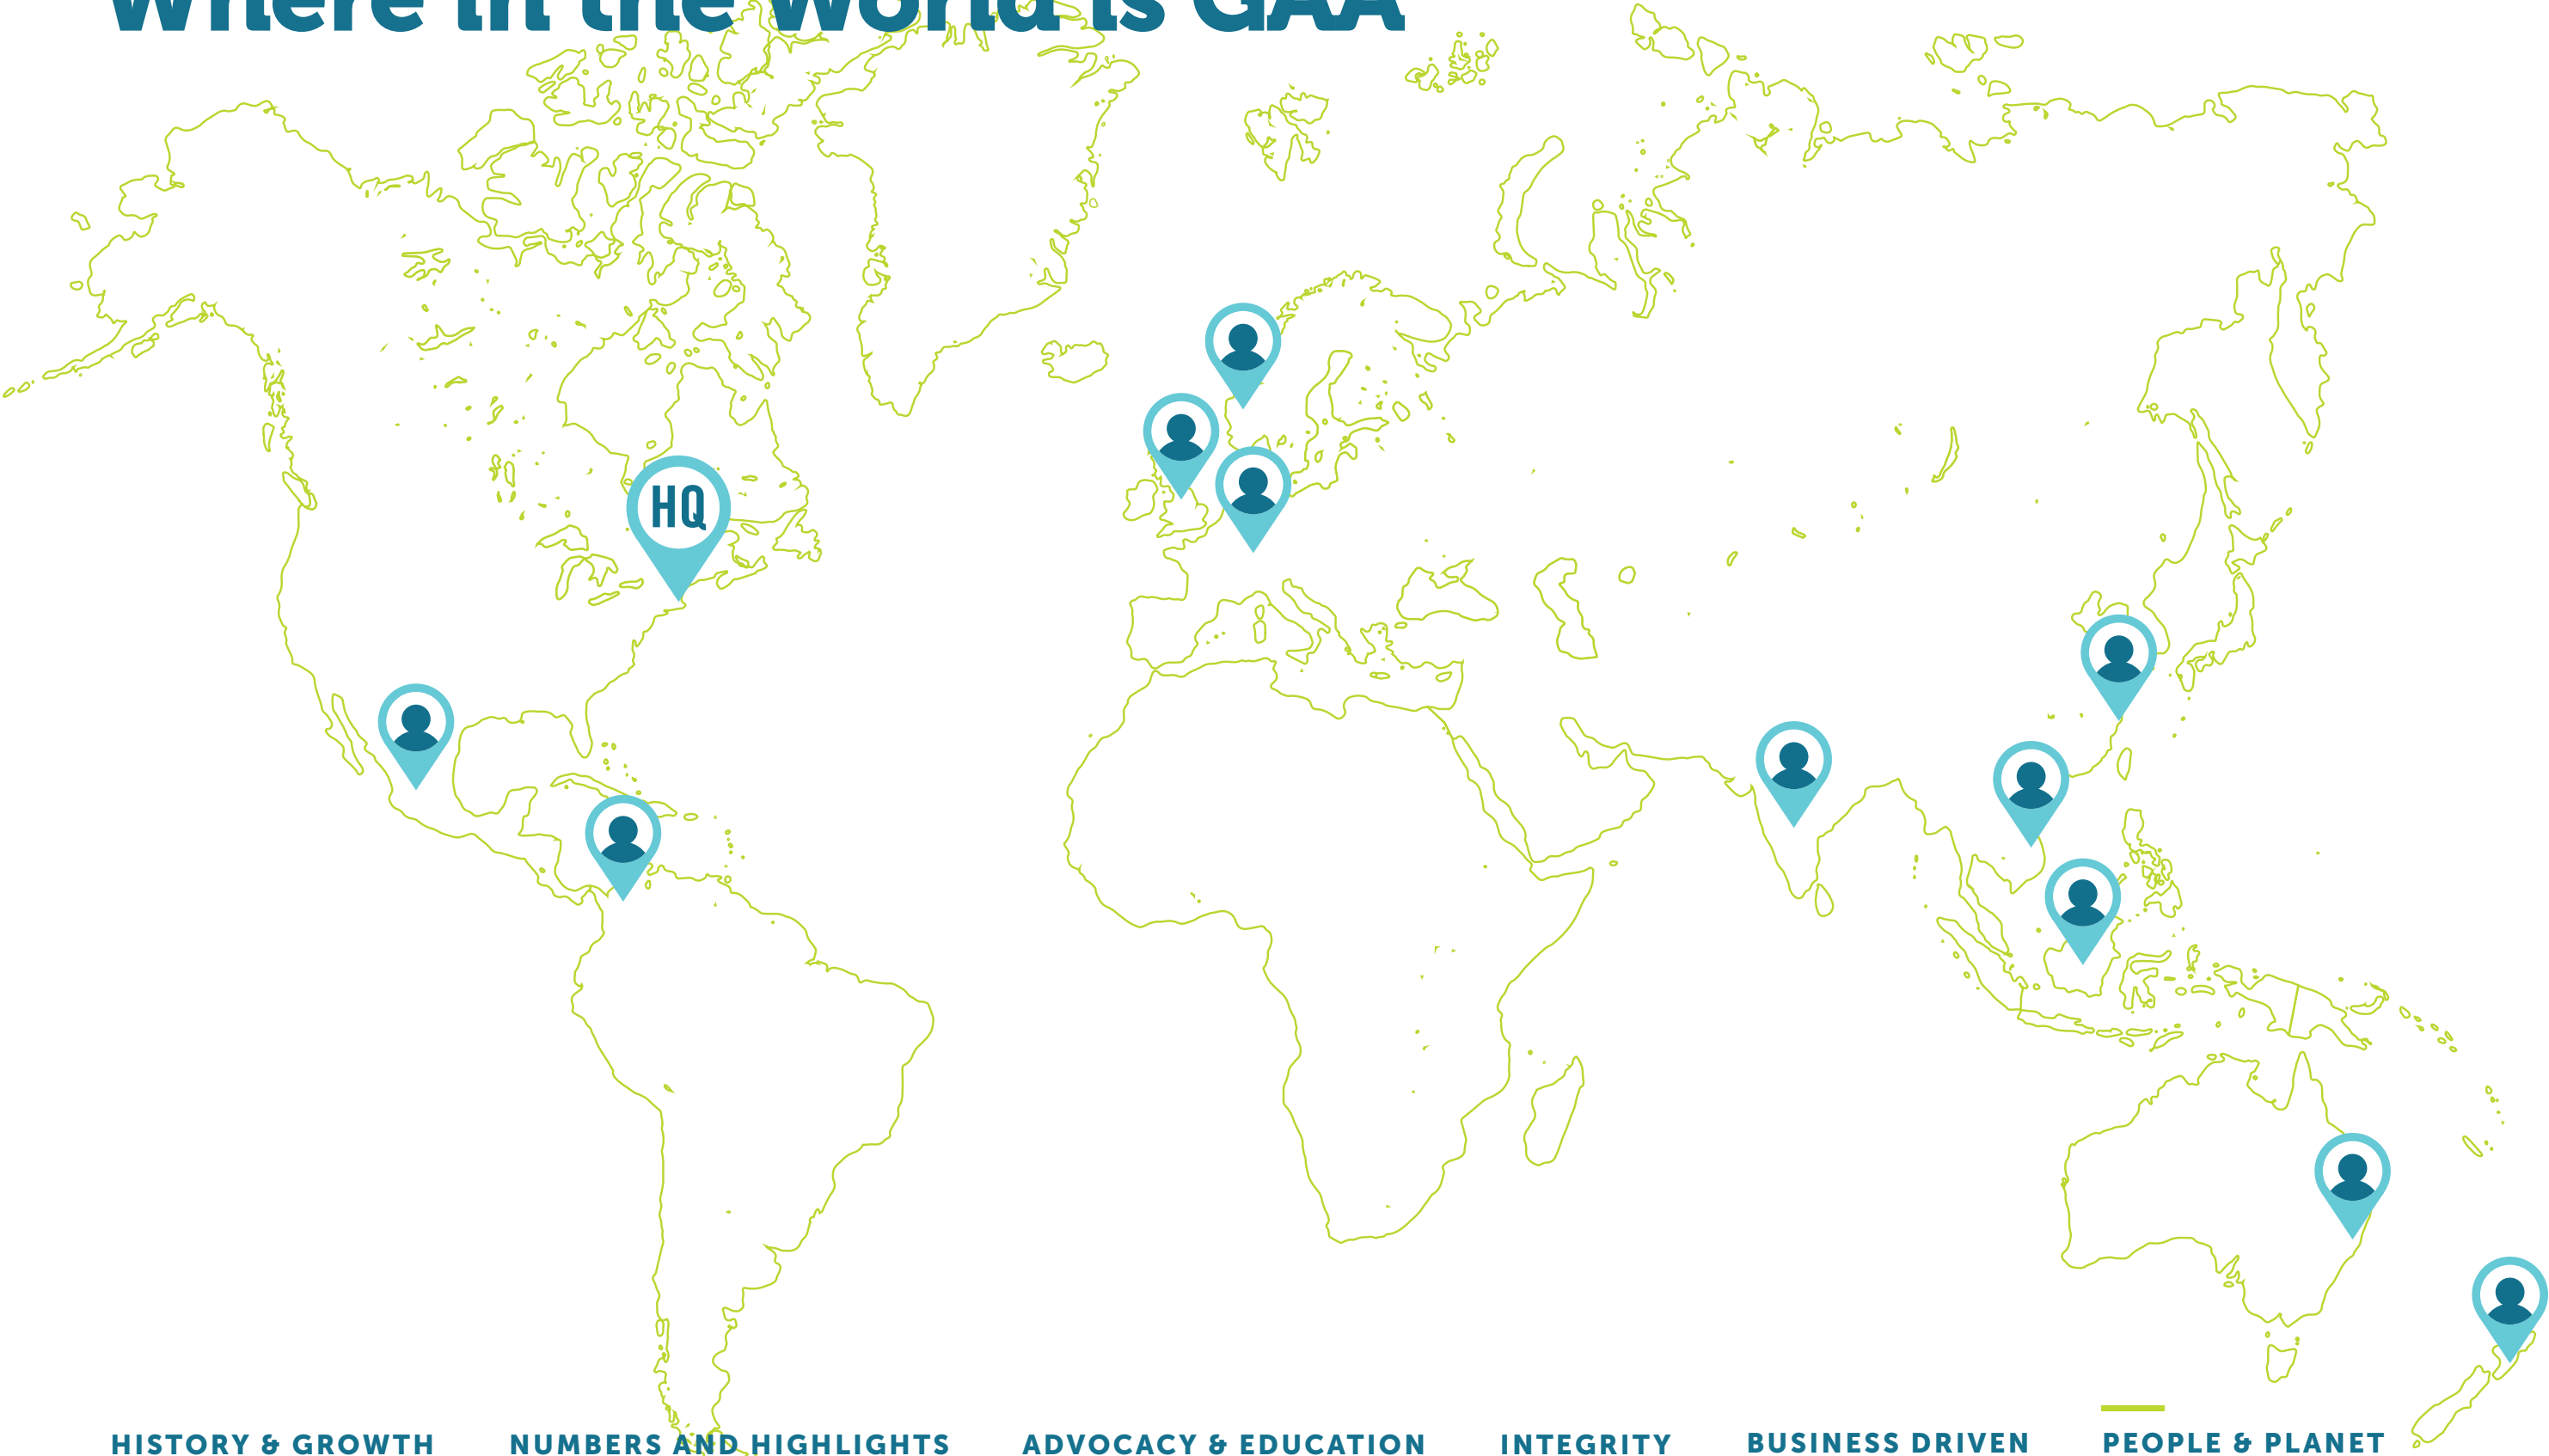 Where in the World is GAA
HQ
HISTORY & GROWTH
NUMBERS AND HIGHLIGHTS
ADVOCACY & EDUCATION
INTEGRITY
BUSINESS DRIVEN
PEOPLE & PLANET